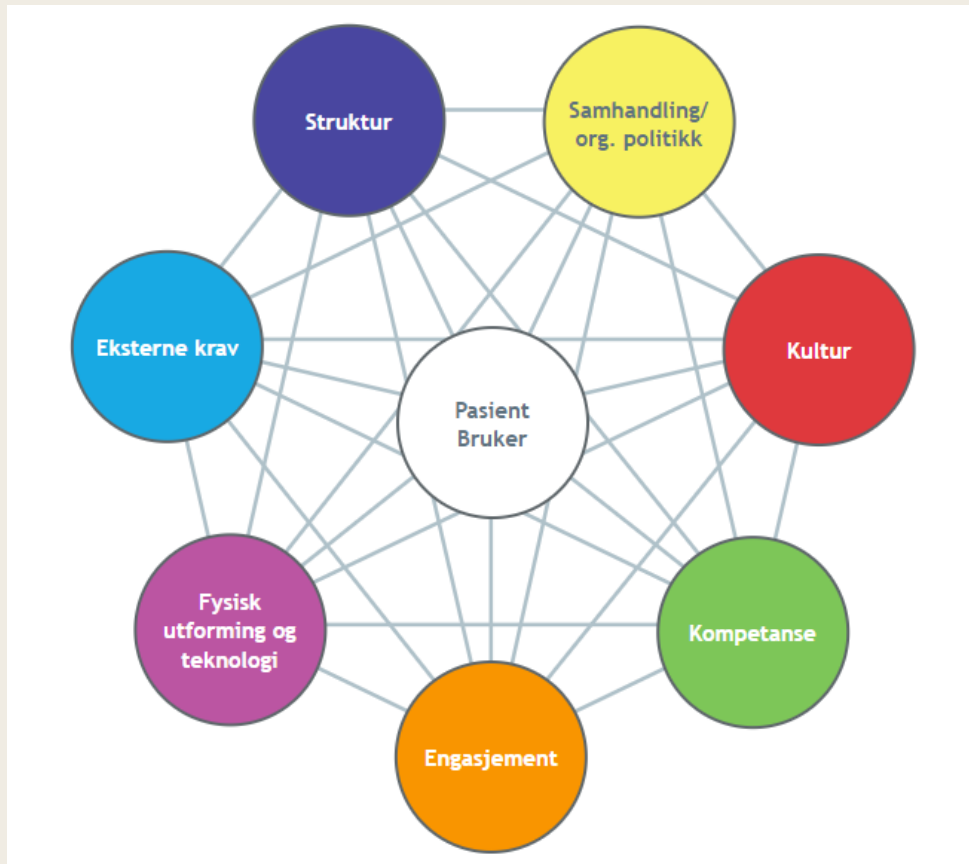 Struktur
Samhandling/
org. politikk
Eksterne krav
Kultur
Pasient
Bruker
Fysisk
utforming og
teknologi
Kompetanse
Engasjement